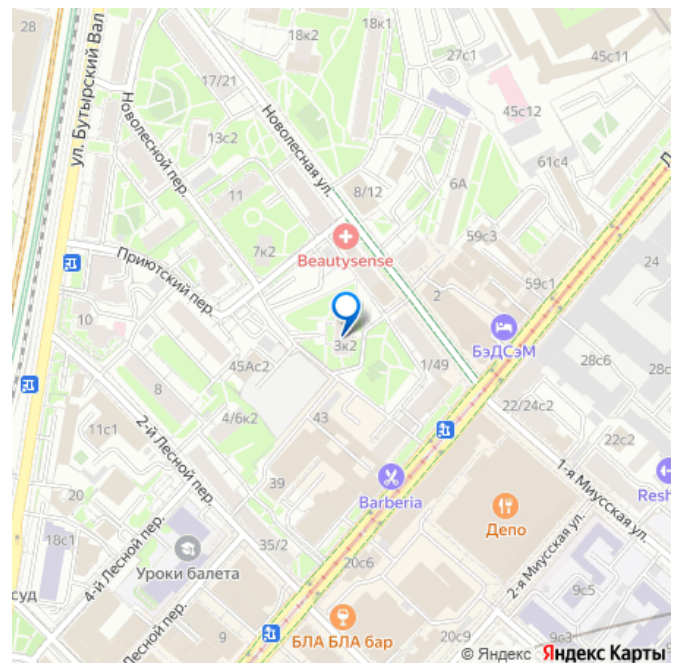 28
18к2
18к1
27с1
45с11
ул. Бутырский Вал
17/21
Новолесная ул.
45с12
Новолесной пер.
13с2
61с4
Л
11
8/12
6А
7к2
Beautysense
59с3
24
Приютский пер.
59с1
2
10
3к2
БэДСэМ
45Ас2
1/49
28с6
28с
8
4/6к2
43
22/24с2
11с1
2-й Лесной пер.
22с2
39
Barberia
1-я Миусская ул.
Resh
20
Депо
18с1
4-й Лесной пер.
35/2
Уроки балета
20с6
2-я Миусская ул.
суд
9с5
Лесной пер.
9
БЛА БЛА бар
20с9
9с3
© Яндекс Яндекс Карты